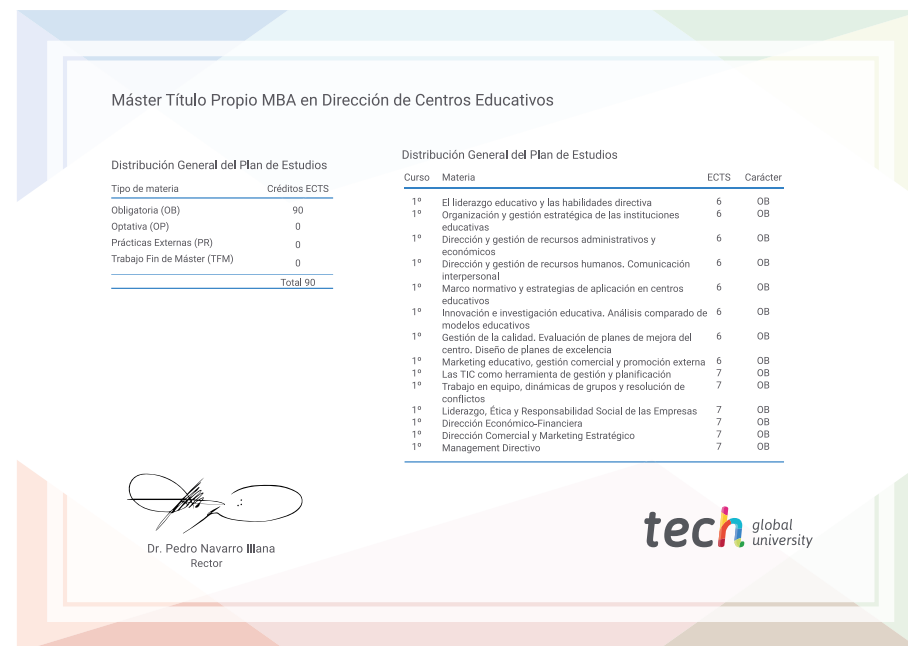 Máster Título Propio MBA en Dirección de Centros Educativos
Distribución General del Plan de Estudios
Tipo de materia Créditos ECTS
Obligatoria (OB) 90
Optativa (OP) 0
Prácticas Externas (PR) 0
Trabajo Fin de Máster (TFM) 0
Total 90
Distribución General del Plan de Estudios
Curso Materia ECTS Carácter
1º El liderazgo educativo y las habilidades directiva 6 OB
1º Organización y gestión estratégica de las instituciones 6 OB
educativas
1º Dirección y gestión de recursos administrativos y 6 OB
económicos
1º Dirección y gestión de recursos humanos. Comunicación 6 OB
interpersonal
1º Marco normativo y estrategias de aplicación en centros 6 OB
educativos
1º Innovación e investigación educativa. Análisis comparado de 6 OB
modelos educativos
1º Gestión de la calidad. Evaluación de planes de mejora del 6 OB
centro. Diseño de planes de excelencia
1º Marketing educativo, gestión comercial y promoción externa 6 OB
1º Las TIC como herramienta de gestión y planificación 7 OB
1º Trabajo en equipo, dinámicas de grupos y resolución de 7 OB
conflictos
1º Liderazgo, Ética y Responsabilidad Social de las Empresas 7 OB
1º Dirección Económico-Financiera 7 OB
1º Dirección Comercial y Marketing Estratégico 7 OB
1º Management Directivo 7 OB
Dr. Pedro Navarro Illana
Rector
tech global
university